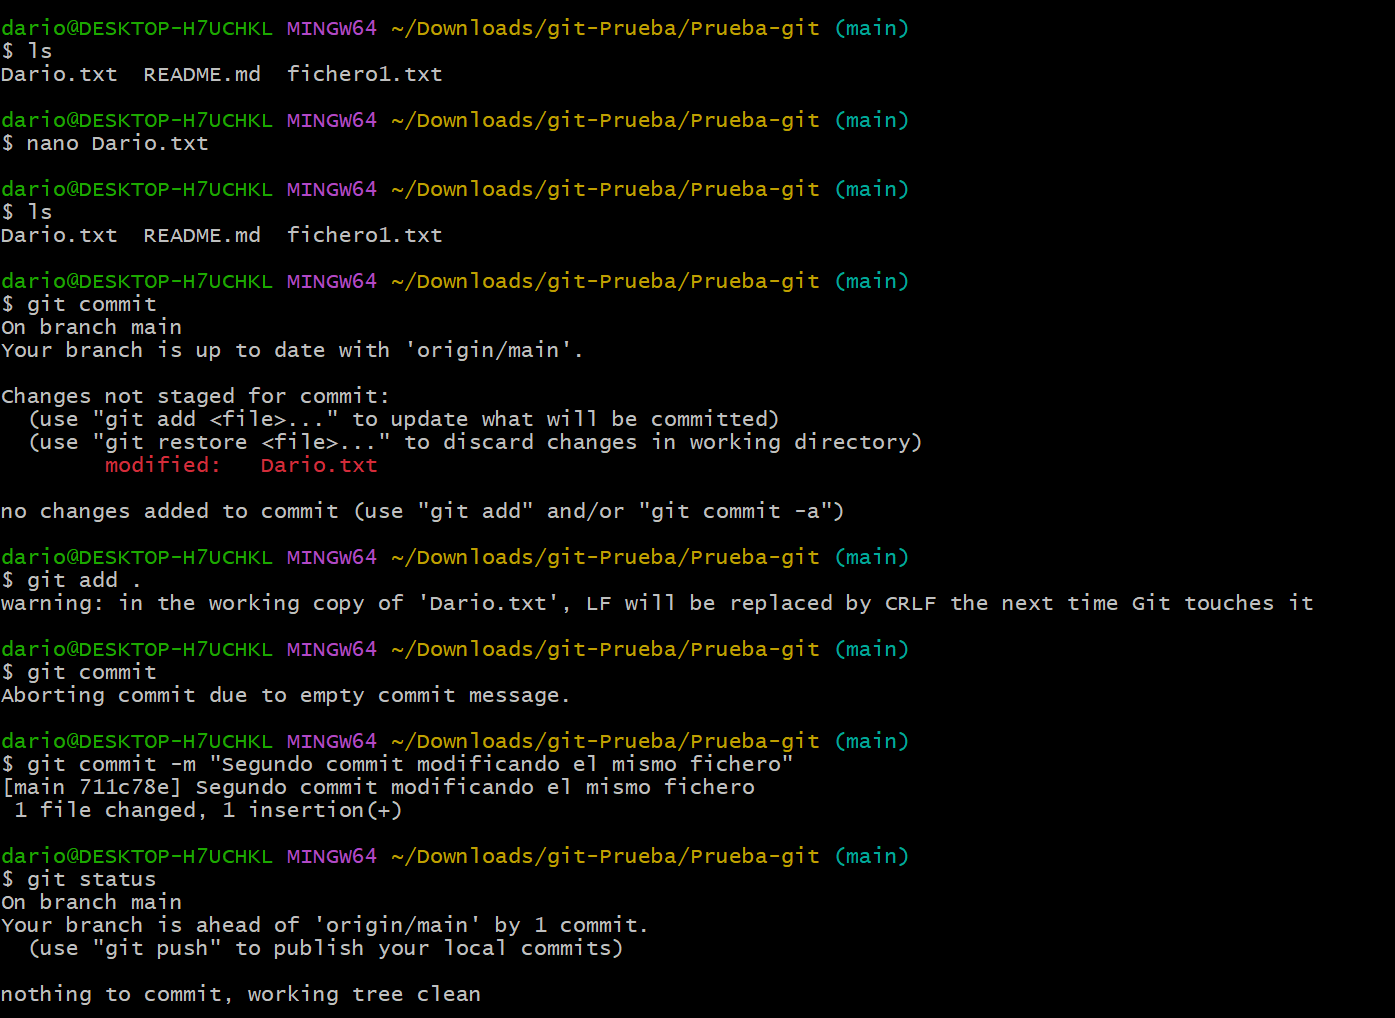 dario@DESKTOP-H7UCHKL MINGW64 ~/Downloads/git-Prueba/Prueba-git (main)
$ ls
Dario.txt  README.md  fichero1.txt

dario@DESKTOP-H7UCHKL MINGW64 ~/Downloads/git-Prueba/Prueba-git (main)
$ nano Dario.txt

dario@DESKTOP-H7UCHKL MINGW64 ~/Downloads/git-Prueba/Prueba-git (main)
$ ls
Dario.txt  README.md  fichero1.txt

dario@DESKTOP-H7UCHKL MINGW64 ~/Downloads/git-Prueba/Prueba-git (main)
$ git commit
On branch main
Your branch is up to date with 'origin/main'.

Changes not staged for commit:
  (use "git add <file>..." to update what will be committed)
  (use "git restore <file>..." to discard changes in working directory)
        modified:   Dario.txt

no changes added to commit (use "git add" and/or "git commit -a")

dario@DESKTOP-H7UCHKL MINGW64 ~/Downloads/git-Prueba/Prueba-git (main)
$ git add .
warning: in the working copy of 'Dario.txt', LF will be replaced by CRLF the next time Git touches it

dario@DESKTOP-H7UCHKL MINGW64 ~/Downloads/git-Prueba/Prueba-git (main)
$ git commit
Aborting commit due to empty commit message.

dario@DESKTOP-H7UCHKL MINGW64 ~/Downloads/git-Prueba/Prueba-git (main)
$ git commit -m "Segundo commit modificando el mismo fichero"
[main 711c78e] Segundo commit modificando el mismo fichero
 1 file changed, 1 insertion(+)

dario@DESKTOP-H7UCHKL MINGW64 ~/Downloads/git-Prueba/Prueba-git (main)
$ git status
On branch main
Your branch is ahead of 'origin/main' by 1 commit.
  (use "git push" to publish your local commits)

nothing to commit, working tree clean